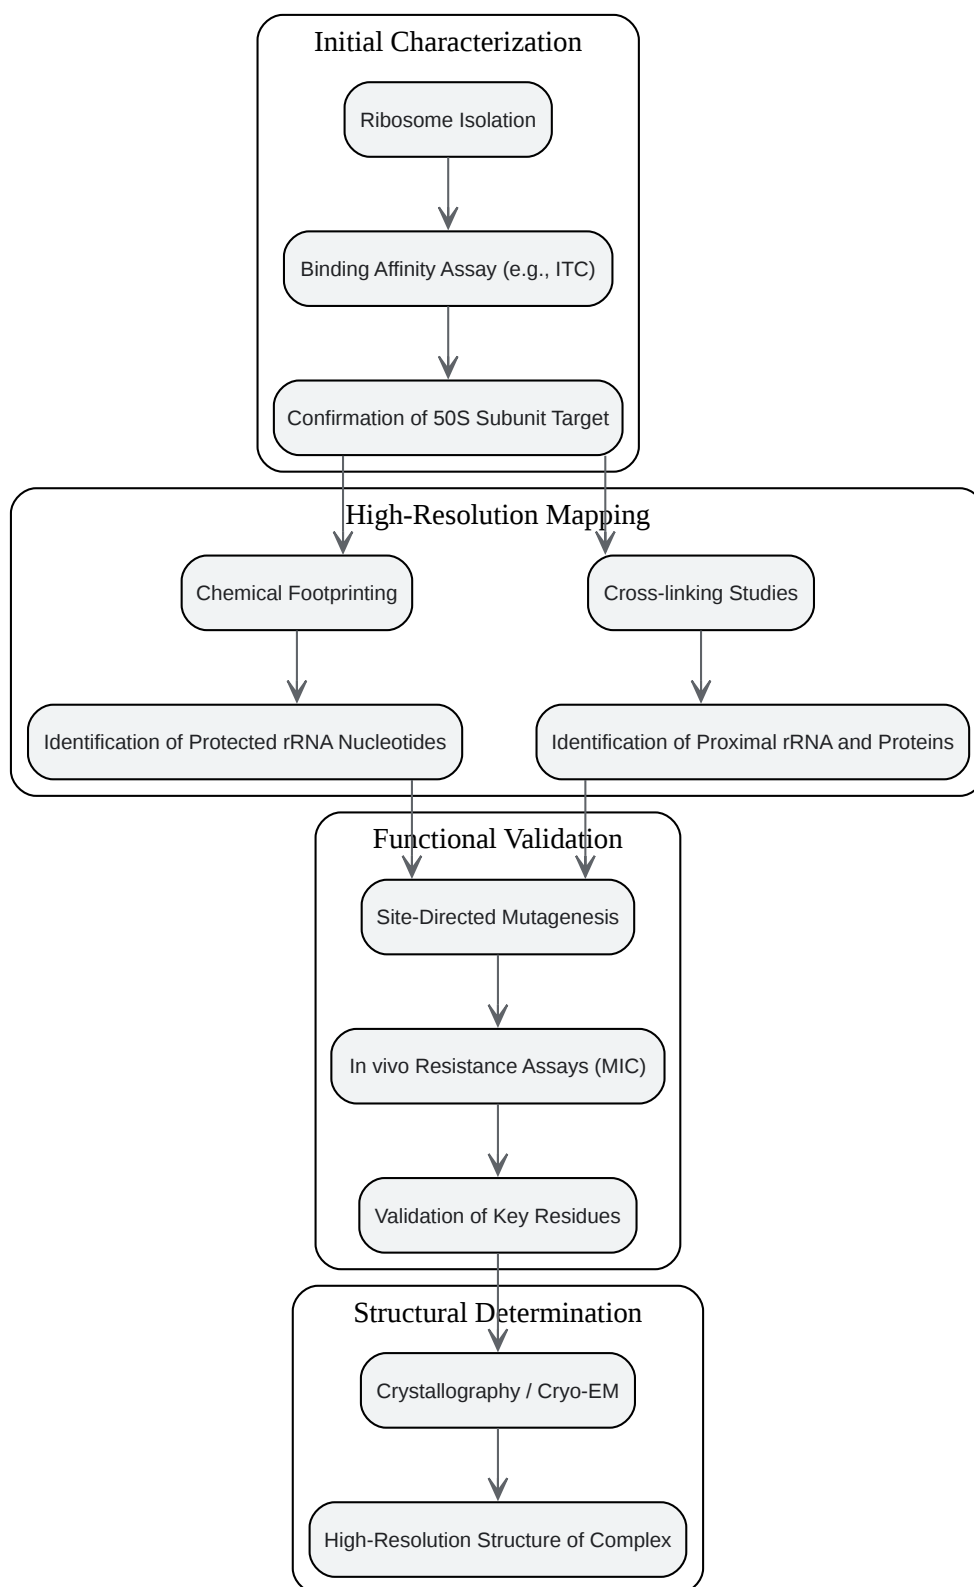 Initial Characterization
Ribosome Isolation
Binding Affinity Assay (e.g., ITC)
Confirmation of 50S Subunit Target
High-Resolution Mapping
Chemical Footprinting
Cross-linking Studies
Identification of Protected rRNA Nucleotides
Identification of Proximal rRNA and Proteins
Functional Validation
Site-Directed Mutagenesis
In vivo Resistance Assays (MIC)
Validation of Key Residues
Structural Determination
Crystallography / Cryo-EM
High-Resolution Structure of Complex